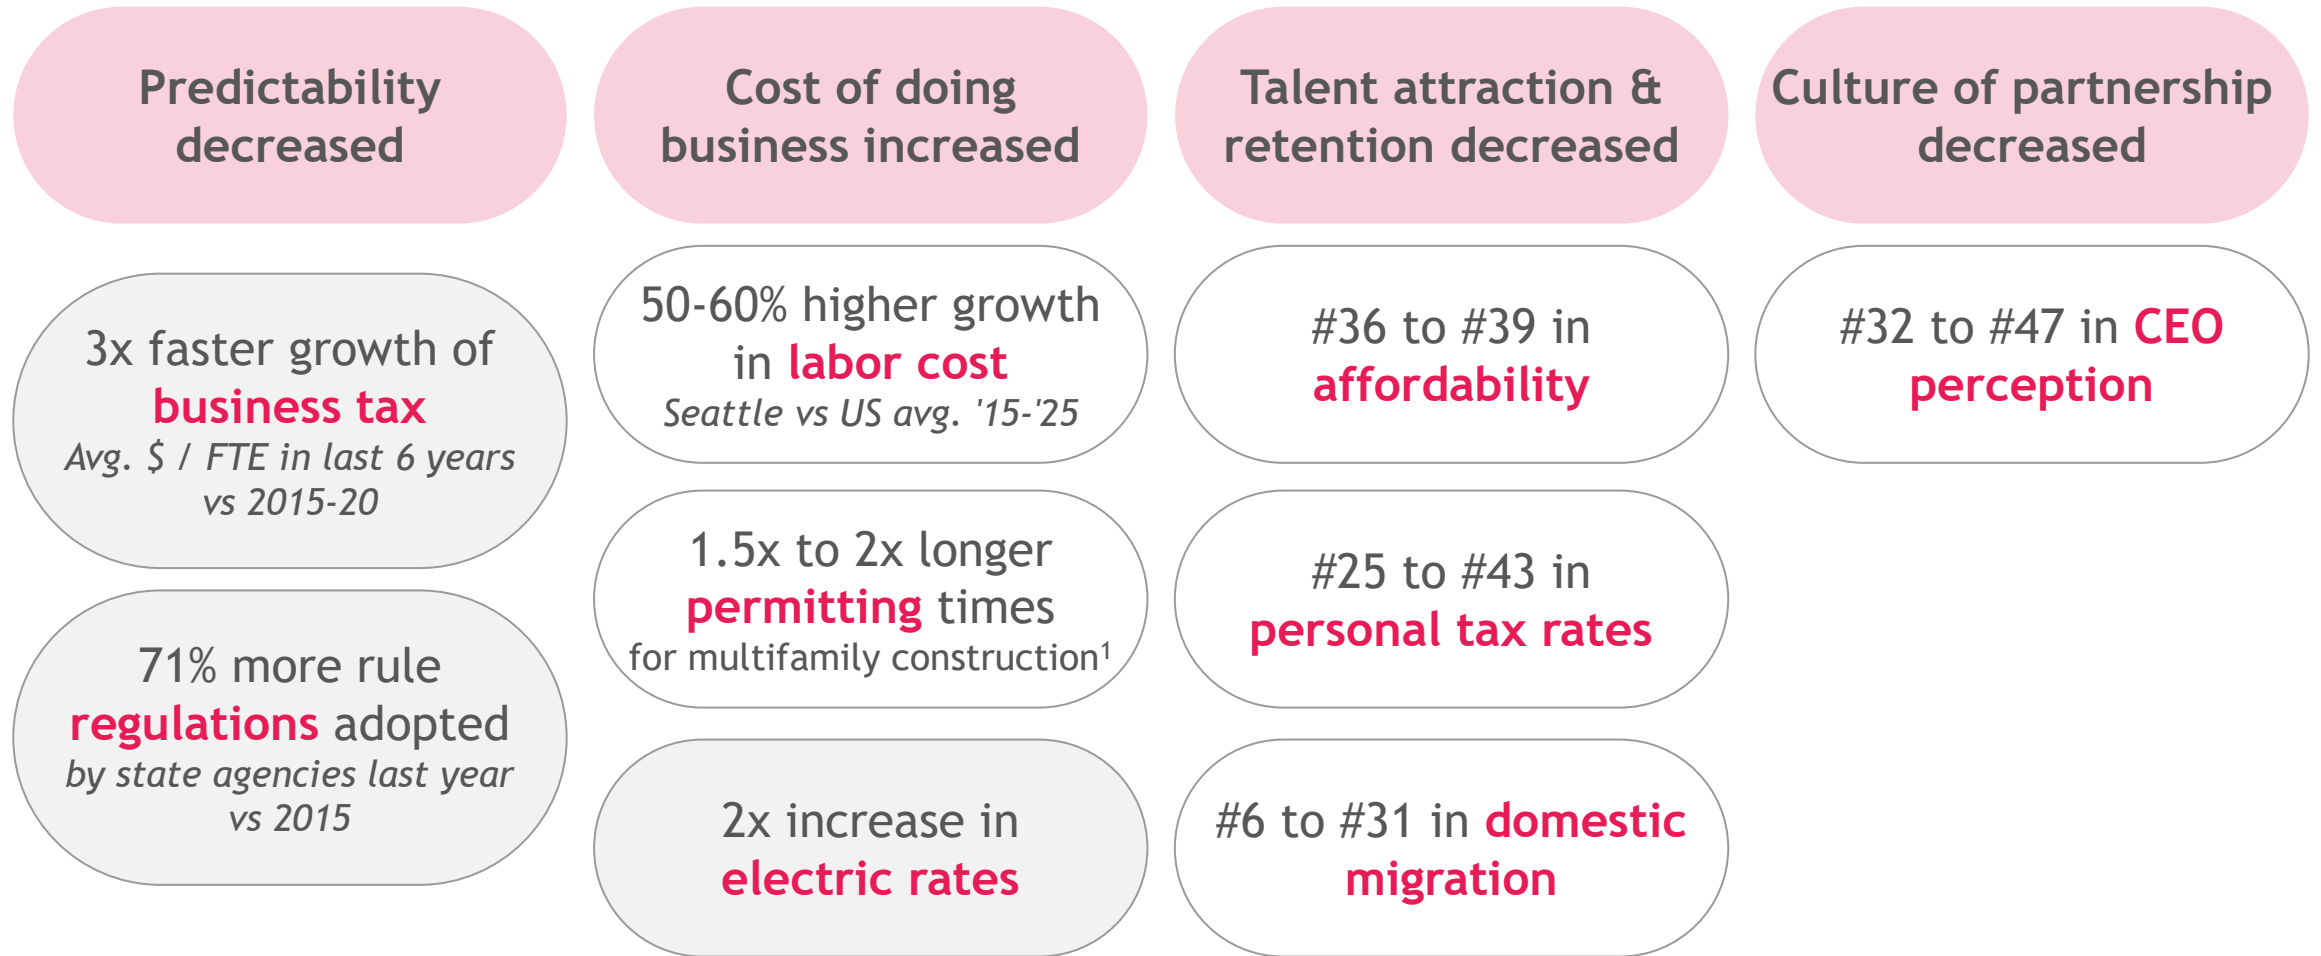 Predictability
decreased
3x faster growth of
business tax
Avg. $ / FTE in last 6 years
vs 2015-20
71% more rule
regulations adopted
by state agencies last year
vs 2015
Cost of doing
business increased
50-60% higher growth
in labor cost
Seattle vs US avg. '15-'25
1.5x to 2x longer
permitting times
for multifamily construction¹
2x increase in
electric rates
Talent attraction &
retention decreased
#36 to #39 in
affordability
#25 to #43 in
personal tax rates
#6 to #31 in domestic
migration
Culture of partnership
decreased
#32 to #47 in CEO
perception